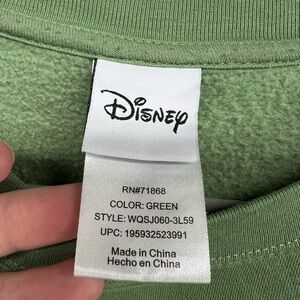 Disney
RN#71868
COLOR: GREEN
STYLE: WQSJ060-3L59
UPC: 195932523991
Made in China
Hecho en China